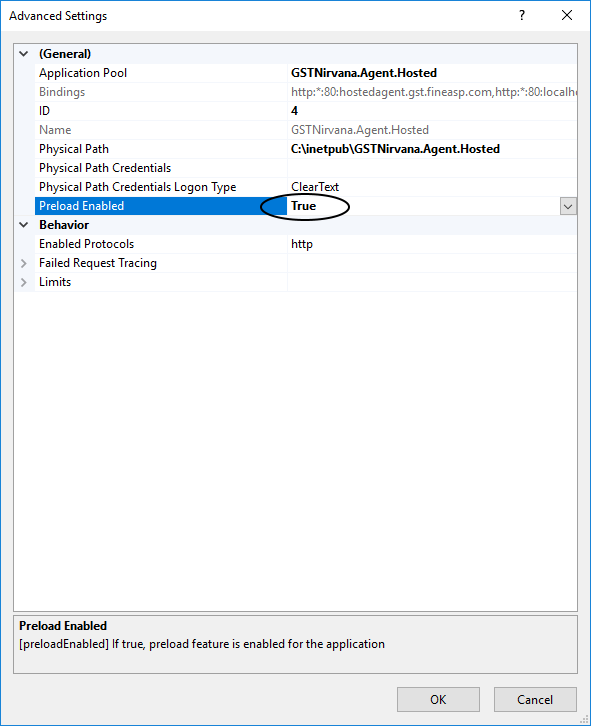 Advanced Settings ?
(General)
Application Pool GSTNirvana.Agent.Hosted
Bindings http:*:80:hostedagent.gst.fineasp.com,http:*:80:localho
ID 4
Name GSTNirvana.Agent.Hosted
Physical Path C:\inetpub\GSTNirvana.Agent.Hosted
Physical Path Credentials
Physical Path Credentials Logon Type ClearText
Preload Enabled True
Behavior
Enabled Protocols http
Failed Request Tracing
Limits
Preload Enabled
[preloadEnabled] If true, preload feature is enabled for the application
OK Cancel